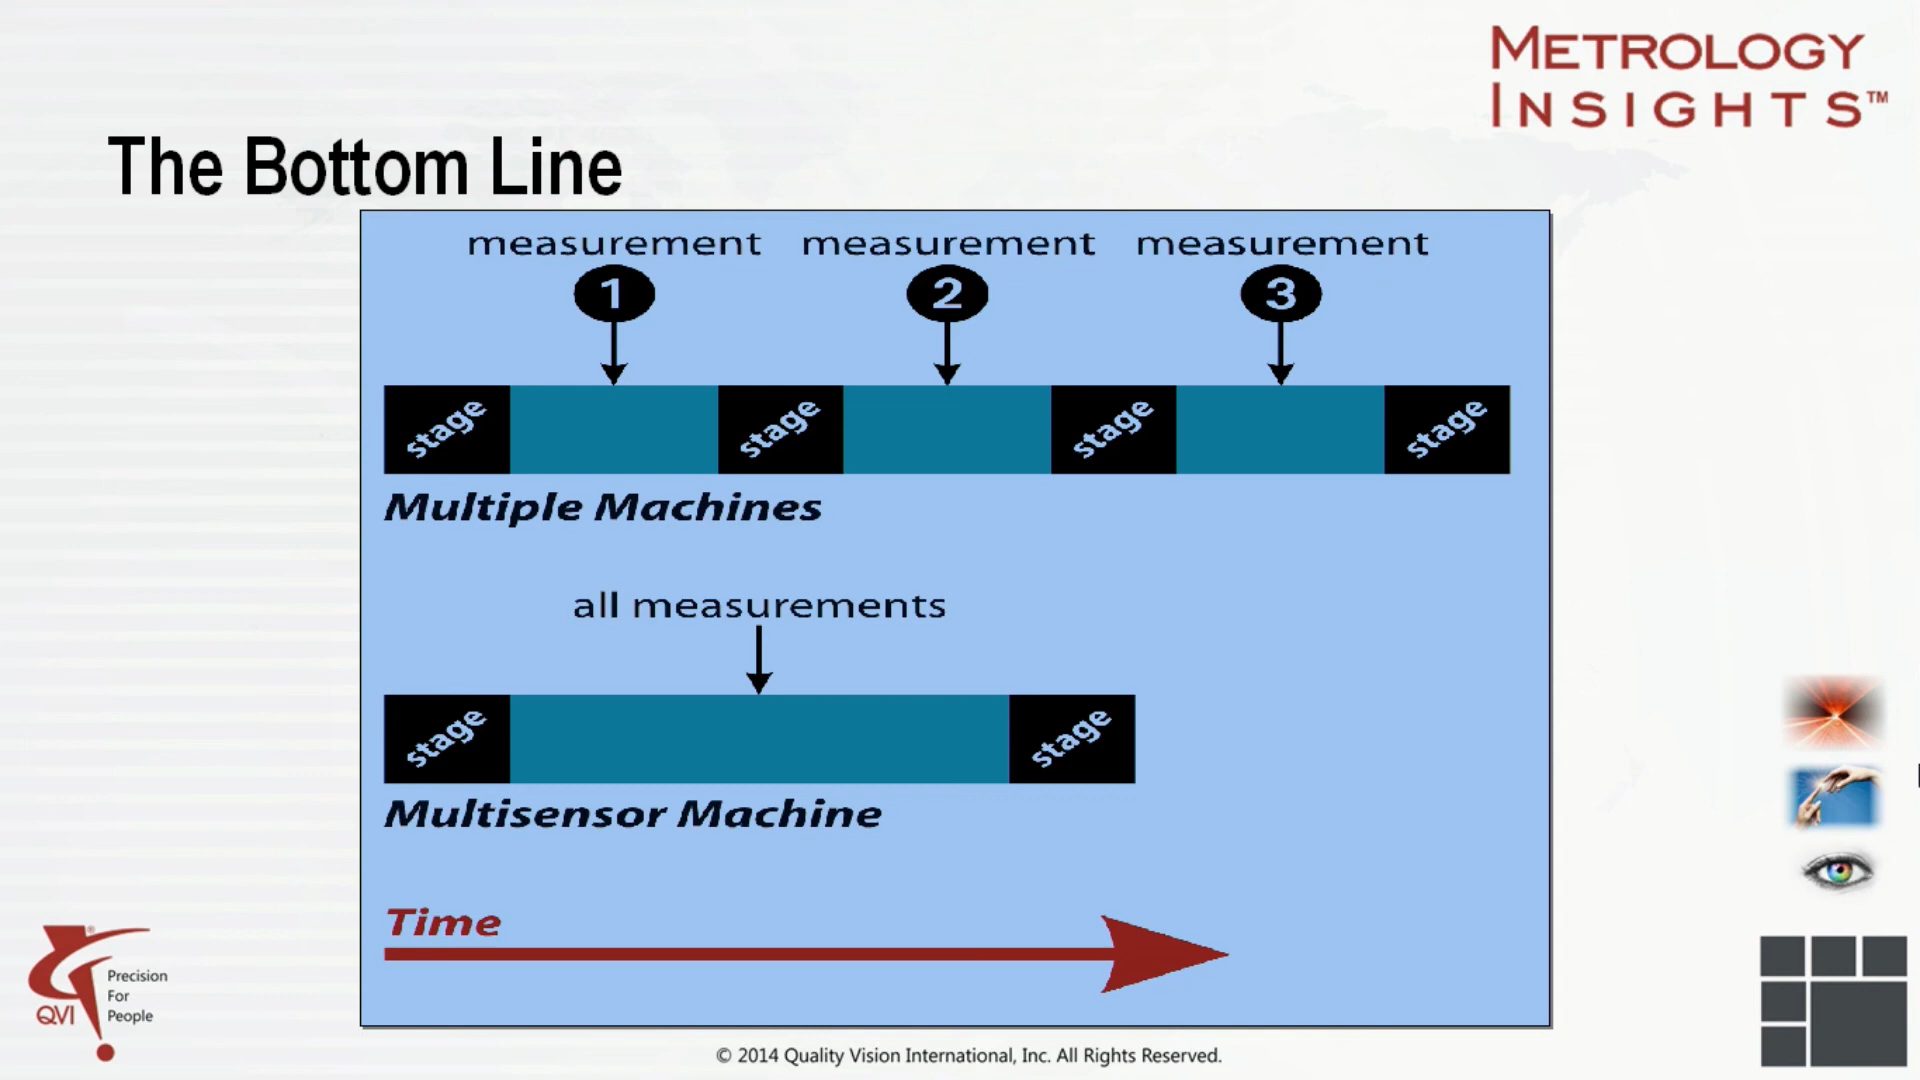 METROLOGY
INSIGHTS™
The Bottom Line
measurement measurement measurement
1 2 3
stage stage stage stage
Multiple Machines
all measurements
stage stage
Multisensor Machine
Time
QVI®
Precision
For
People
© 2014 Quality Vision International, Inc. All Rights Reserved.